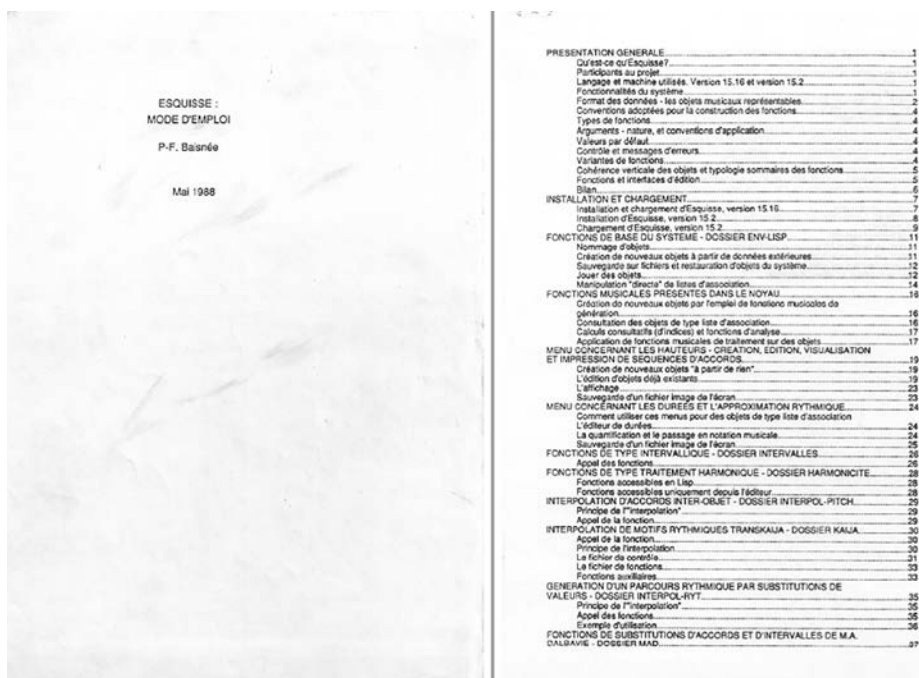 ESQUISSE :
MODE D'EMPLOI
P-F. Baisnée
Mai 1988
PRESENTATION GENERALE 1
Qu'est-ce qu'Esquisse? 1
Participants au projet 1
Langage et machine utilisés. Version 15.16 et version 15.2 1
Fonctionnalités du système 1
Format des données - les objets musicaux représentables 2
Conventions adoptées pour la construction des fonctions 4
Types de fonctions 4
Arguments - nature, et conventions d'application 4
Valeurs par défaut 4
Contrôle et messages d'erreurs 4
Variantes de fonctions 4
Cohérence verticale des objets et typologie sommaires des fonctions 5
Fonctions et interfaces d'édition 5
Bilan 6
INSTALLATION ET CHARGEMENT 7
Installation et chargement d'Esquisse, version 15.16 7
Installation d'Esquisse, version 15.2 8
Chargement d'Esquisse, version 15.2 9
FONCTIONS DE BASE DU SYSTEME - DOSSIER ENV-LISP 11
Nommage d'objets 11
Création de nouveaux objets à partir de données extérieures 11
Sauvegarde sur fichiers et restauration d'objets du système 12
Jouer des objets 12
Manipulation "directe" de listes d'association 14
FONCTIONS MUSICALES PRESENTES DANS LE NOYAU 16
Création de nouveaux objets par l'emploi de fonctions musicales de
génération 16
Consultation des objets de type liste d'association 16
Calculs consultatifs (d'indices) et fonctions d'analyse 17
Application de fonctions musicales de traitement sur des objets 17
MENU CONCERNANT LES HAUTEURS - CREATION, EDITION, VISUALISATION
ET IMPRESSION DE SEQUENCES D'ACCORDS 19
Création de nouveaux objets "à partir de rien" 19
L'édition d'objets déjà existants 19
L'affichage 23
Sauvegarde d'un fichier image de l'écran 23
MENU CONCERNANT LES DUREES ET L'APPROXIMATION RYTHMIQUE 24
Comment utiliser ces menus pour des objets de type liste d'association
L'éditeur de durées 24
La quantification et le passage en notation musicale 24
Sauvegarde d'un fichier image de l'écran 25
FONCTIONS DE TYPE INTERVALLIQUE - DOSSIER INTERVALLES 26
Appel des fonctions 26
FONCTIONS DE TYPE TRAITEMENT HARMONIQUE - DOSSIER HARMONICITE 28
Fonctions accessibles en Lisp 28
Fonctions accessibles uniquement depuis l'éditeur 28
INTERPOLATION D'ACCORDS INTER-OBJET - DOSSIER INTERPOL-PITCH 29
Principe de l'"interpolation" 29
Appel de la fonction 29
INTERPOLATION DE MOTIFS RYTHMIQUES TRANSKAIJA - DOSSIER KAIJA 30
Appel de la fonction 30
Principe de l'interpolation 30
Le fichier de contrôle 31
Le fichier de fonctions 33
Fonctions auxiliaires 33
GENERATION D'UN PARCOURS RYTHMIQUE PAR SUBSTITUTIONS DE
VALEURS - DOSSIER INTERPOL-RYT 35
Principe de l'"interpolation" 35
Appel des fonctions 35
Exemple d'utilisation 36
FONCTIONS DE SUBSTITUTIONS D'ACCORDS ET D'INTERVALLES DE M.A.
DALBAVIE - DOSSIER MAD 37